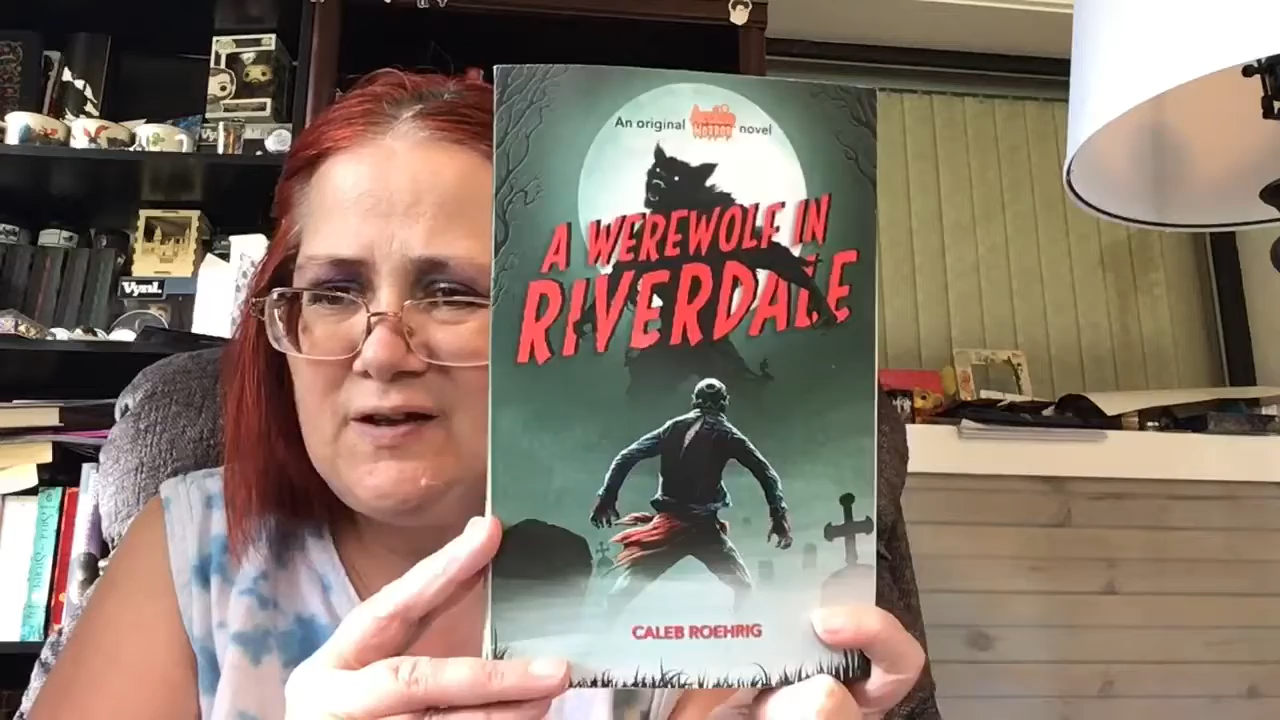 An original Archie HORROR novel
A WEREWOLF IN
RIVERDALE
CALEB ROEHRIG
Vynl.